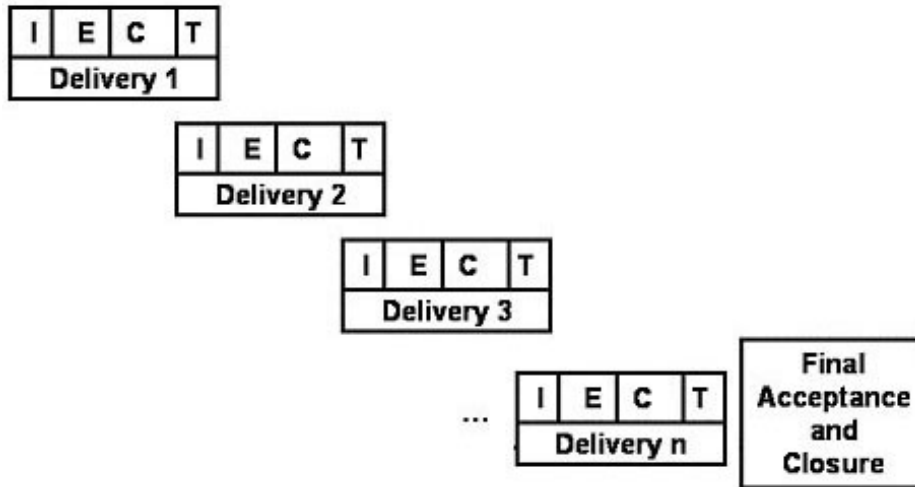 I E C T
Delivery 1
I E C T
Delivery 2
I E C T
Delivery 3
... I E C T
Delivery n
Final
Acceptance
and
Closure